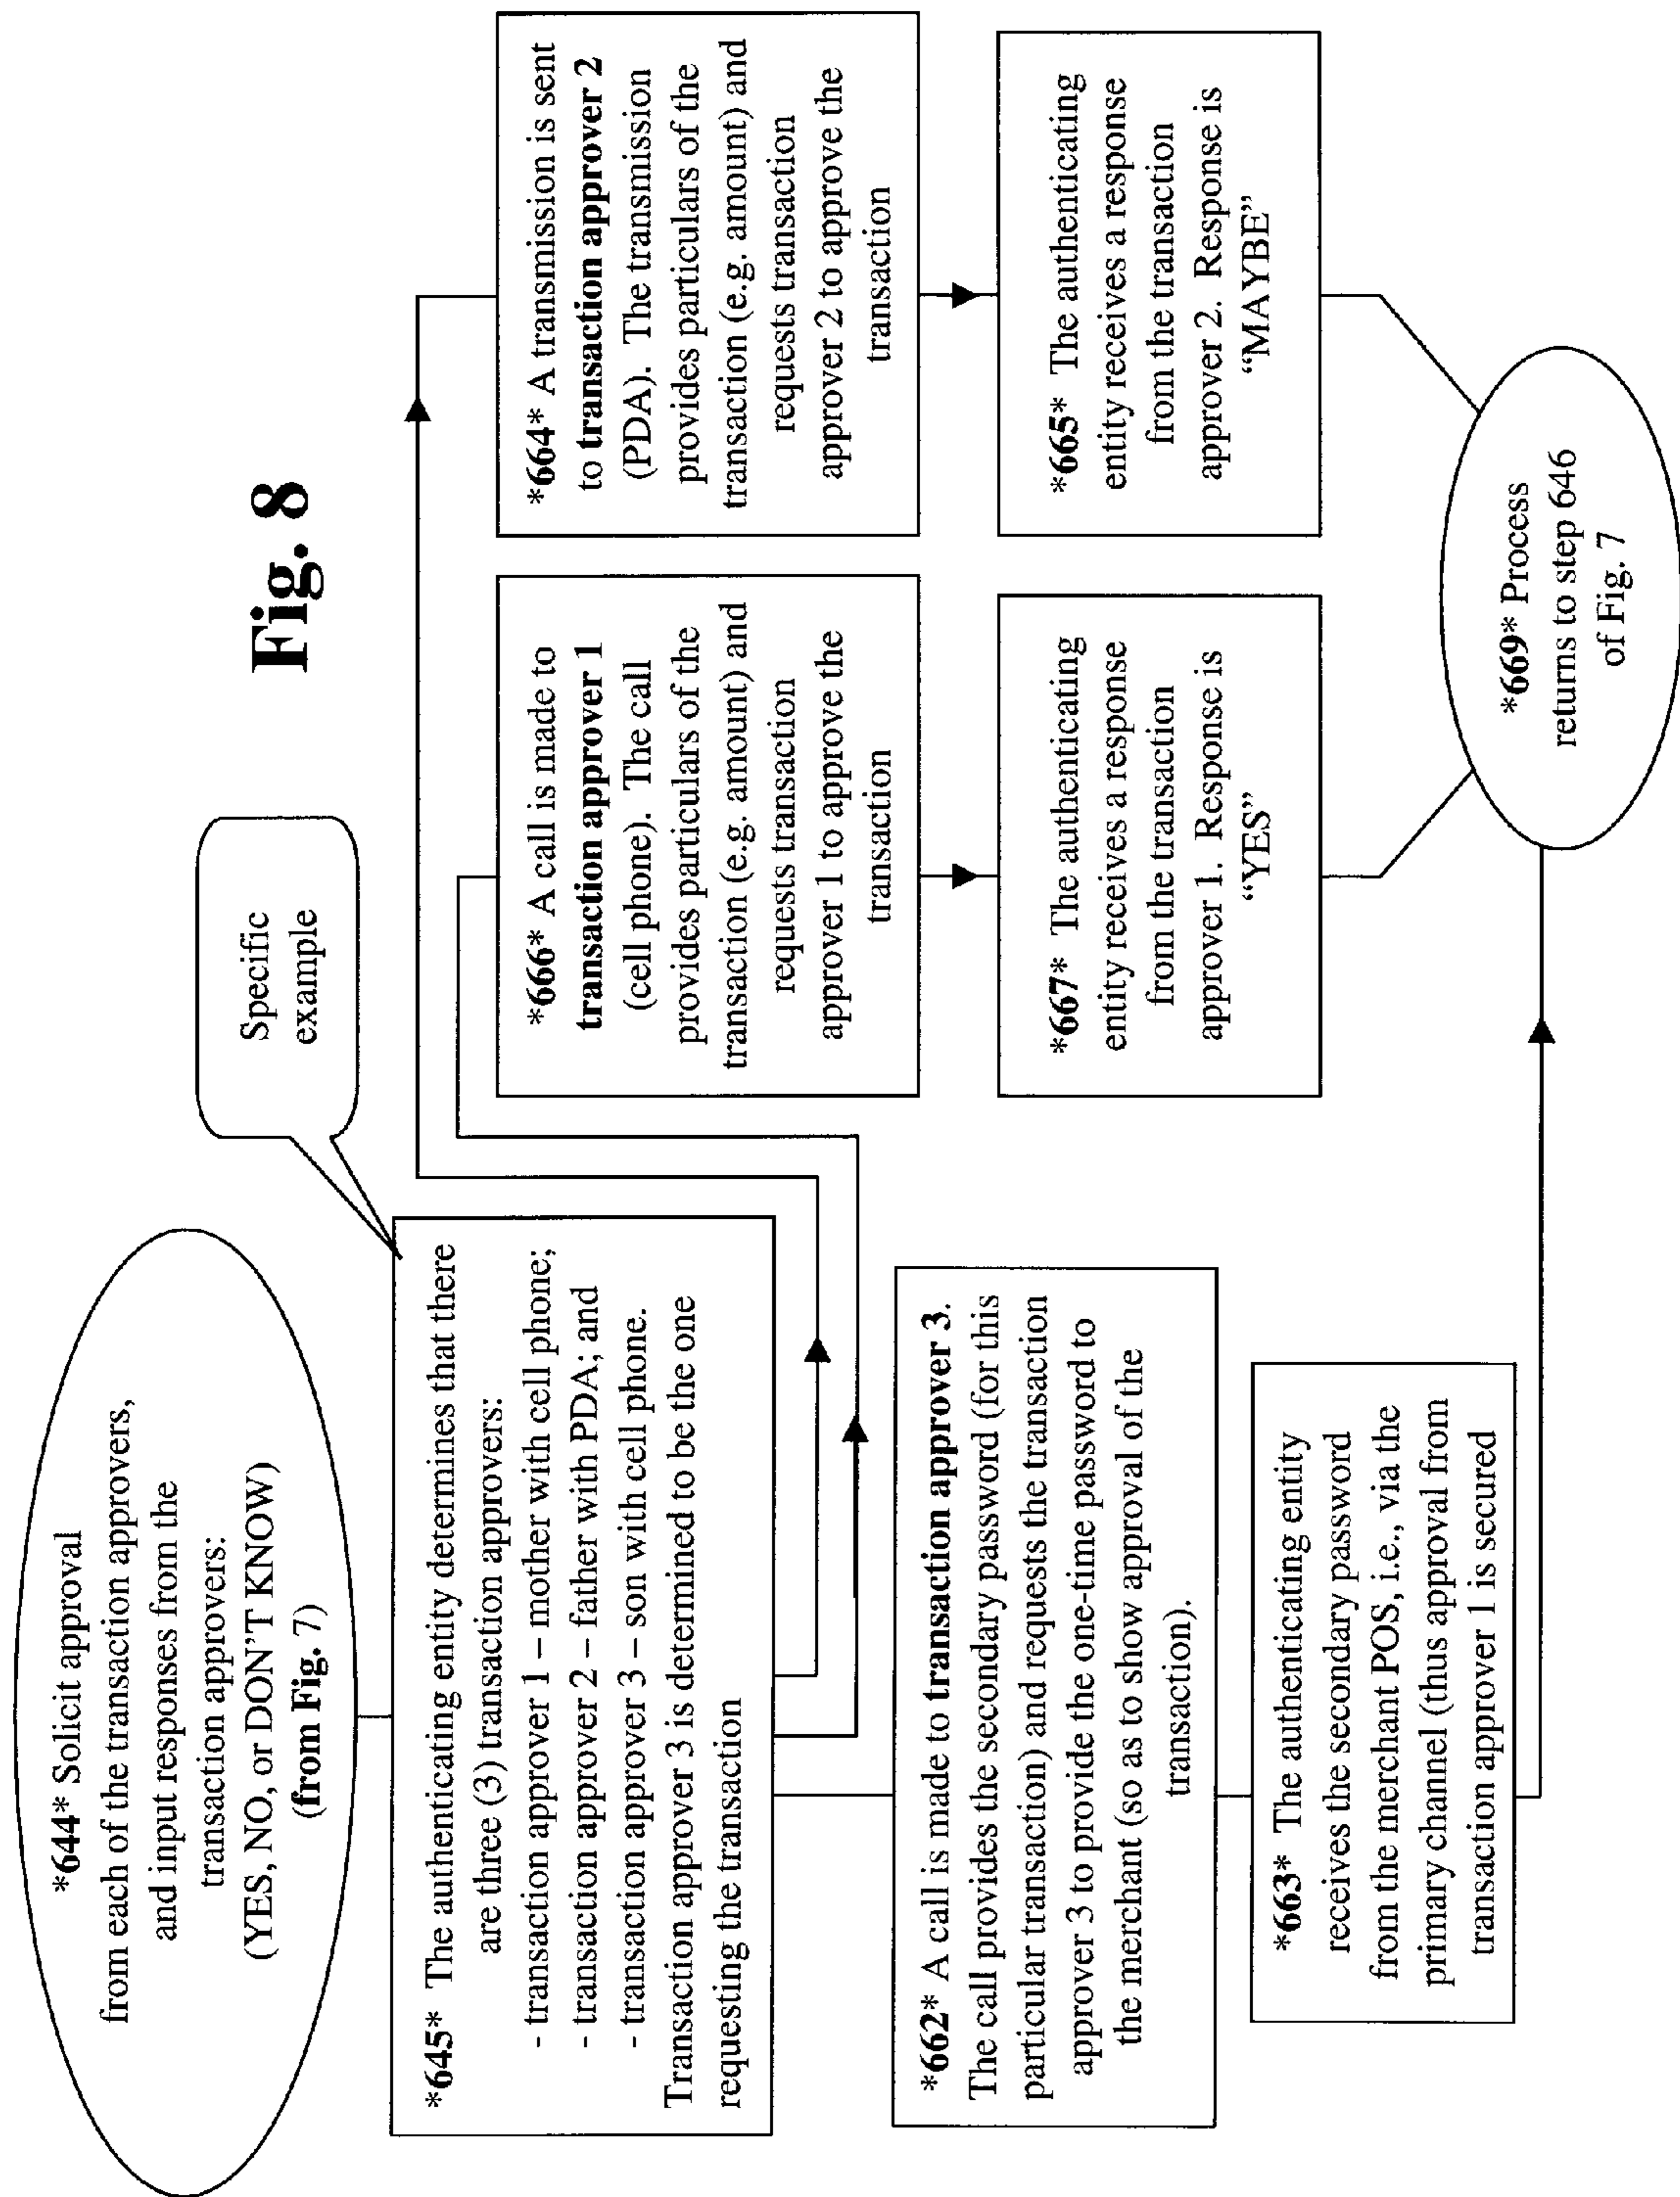 Fig. 8
*644* Solicit approval
from each of the transaction approvers,
and input responses from the
transaction approvers:
(YES, NO, or DON'T KNOW)
(from Fig. 7)
Specific
example
*645* The authenticating entity determines that there
are three (3) transaction approvers:
- transaction approver 1 – mother with cell phone;
- transaction approver 2 – father with PDA; and
- transaction approver 3 – son with cell phone.
Transaction approver 3 is determined to be the one
requesting the transaction
*662* A call is made to transaction approver 3.
The call provides the secondary password (for this
particular transaction) and requests the transaction
approver 3 to provide the one-time password to
the merchant (so as to show approval of the
transaction).
*663* The authenticating entity
receives the secondary password
from the merchant POS, i.e., via the
primary channel (thus approval from
transaction approver 1 is secured
*666* A call is made to
transaction approver 1
(cell phone). The call
provides particulars of the
transaction (e.g. amount) and
requests transaction
approver 1 to approve the
transaction
*667* The authenticating
entity receives a response
from the transaction
approver 1. Response is
“YES”
*664* A transmission is sent
to transaction approver 2
(PDA). The transmission
provides particulars of the
transaction (e.g. amount) and
requests transaction
approver 2 to approve the
transaction
*665* The authenticating
entity receives a response
from the transaction
approver 2. Response is
“MAYBE”
*669* Process
returns to step 646
of Fig. 7